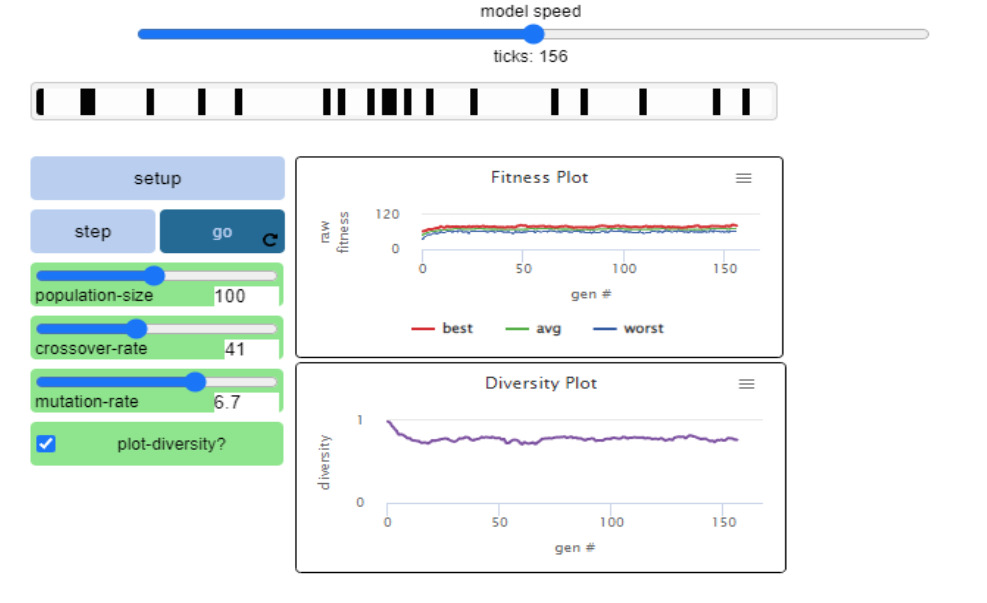 model speed
ticks: 156
setup
step
go
population-size 100
crossover-rate 41
mutation-rate 6.7
plot-diversity?
Fitness Plot
raw
fitness
120
0
0 50 100 150
gen #
best avg worst
Diversity Plot
diversity
1
0
0 50 100 150
gen #